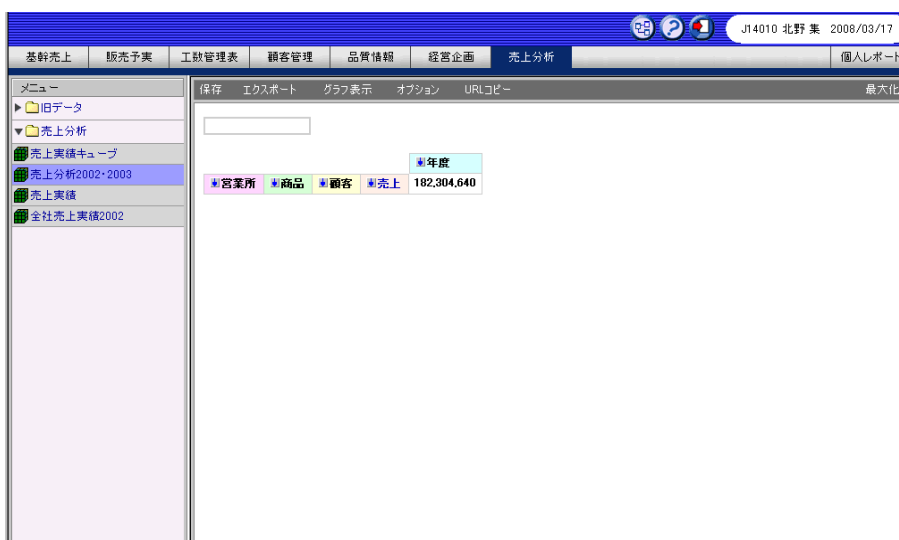 J14010 北野 集 2008/03/17
基幹売上 販売予実 工数管理表 顧客管理 品質情報 経営企画 売上分析 個人レポート
メニュー
保存 エクスポート グラフ表示 オプション URLコピー 最大化
旧データ
売上分析
売上実績キューブ
売上分析2002・2003
売上実績
全社売上実績2002
年度
営業所 商品 顧客 売上 182,304,640